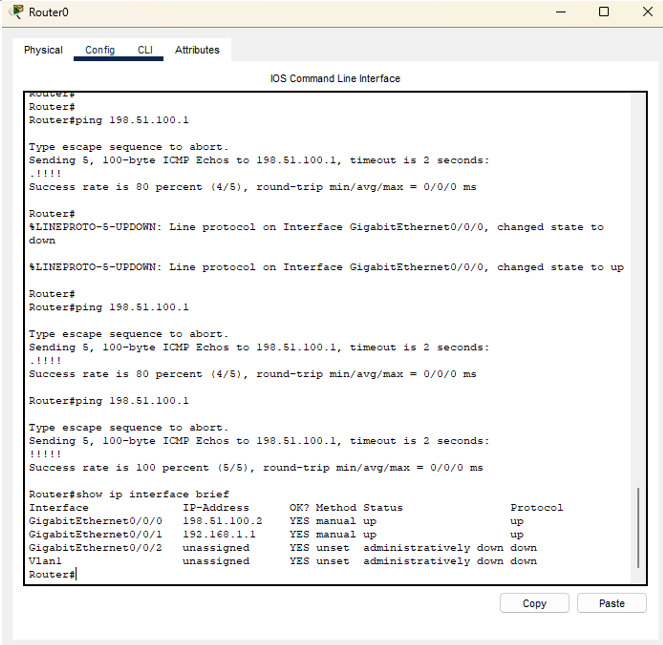 Router0
Physical Config CLI Attributes
IOS Command Line Interface
Router#
Router#
Router#ping 198.51.100.1
Type escape sequence to abort.
Sending 5, 100-byte ICMP Echos to 198.51.100.1, timeout is 2 seconds:
.!!!!
Success rate is 80 percent (4/5), round-trip min/avg/max = 0/0/0 ms
Router#
%LINEPROTO-5-UPDOWN: Line protocol on Interface GigabitEthernet0/0/0, changed state to
down
%LINEPROTO-5-UPDOWN: Line protocol on Interface GigabitEthernet0/0/0, changed state to up
Router#
Router#ping 198.51.100.1
Type escape sequence to abort.
Sending 5, 100-byte ICMP Echos to 198.51.100.1, timeout is 2 seconds:
.!!!!
Success rate is 80 percent (4/5), round-trip min/avg/max = 0/0/0 ms
Router#ping 198.51.100.1
Type escape sequence to abort.
Sending 5, 100-byte ICMP Echos to 198.51.100.1, timeout is 2 seconds:
!!!!!
Success rate is 100 percent (5/5), round-trip min/avg/max = 0/0/0 ms
Router#show ip interface brief
Interface IP-Address OK? Method Status Protocol
GigabitEthernet0/0/0 198.51.100.2 YES manual up up
GigabitEthernet0/0/1 192.168.1.1 YES manual up up
GigabitEthernet0/0/2 unassigned YES unset administratively down down
Vlan1 unassigned YES unset administratively down down
Router#
Copy Paste